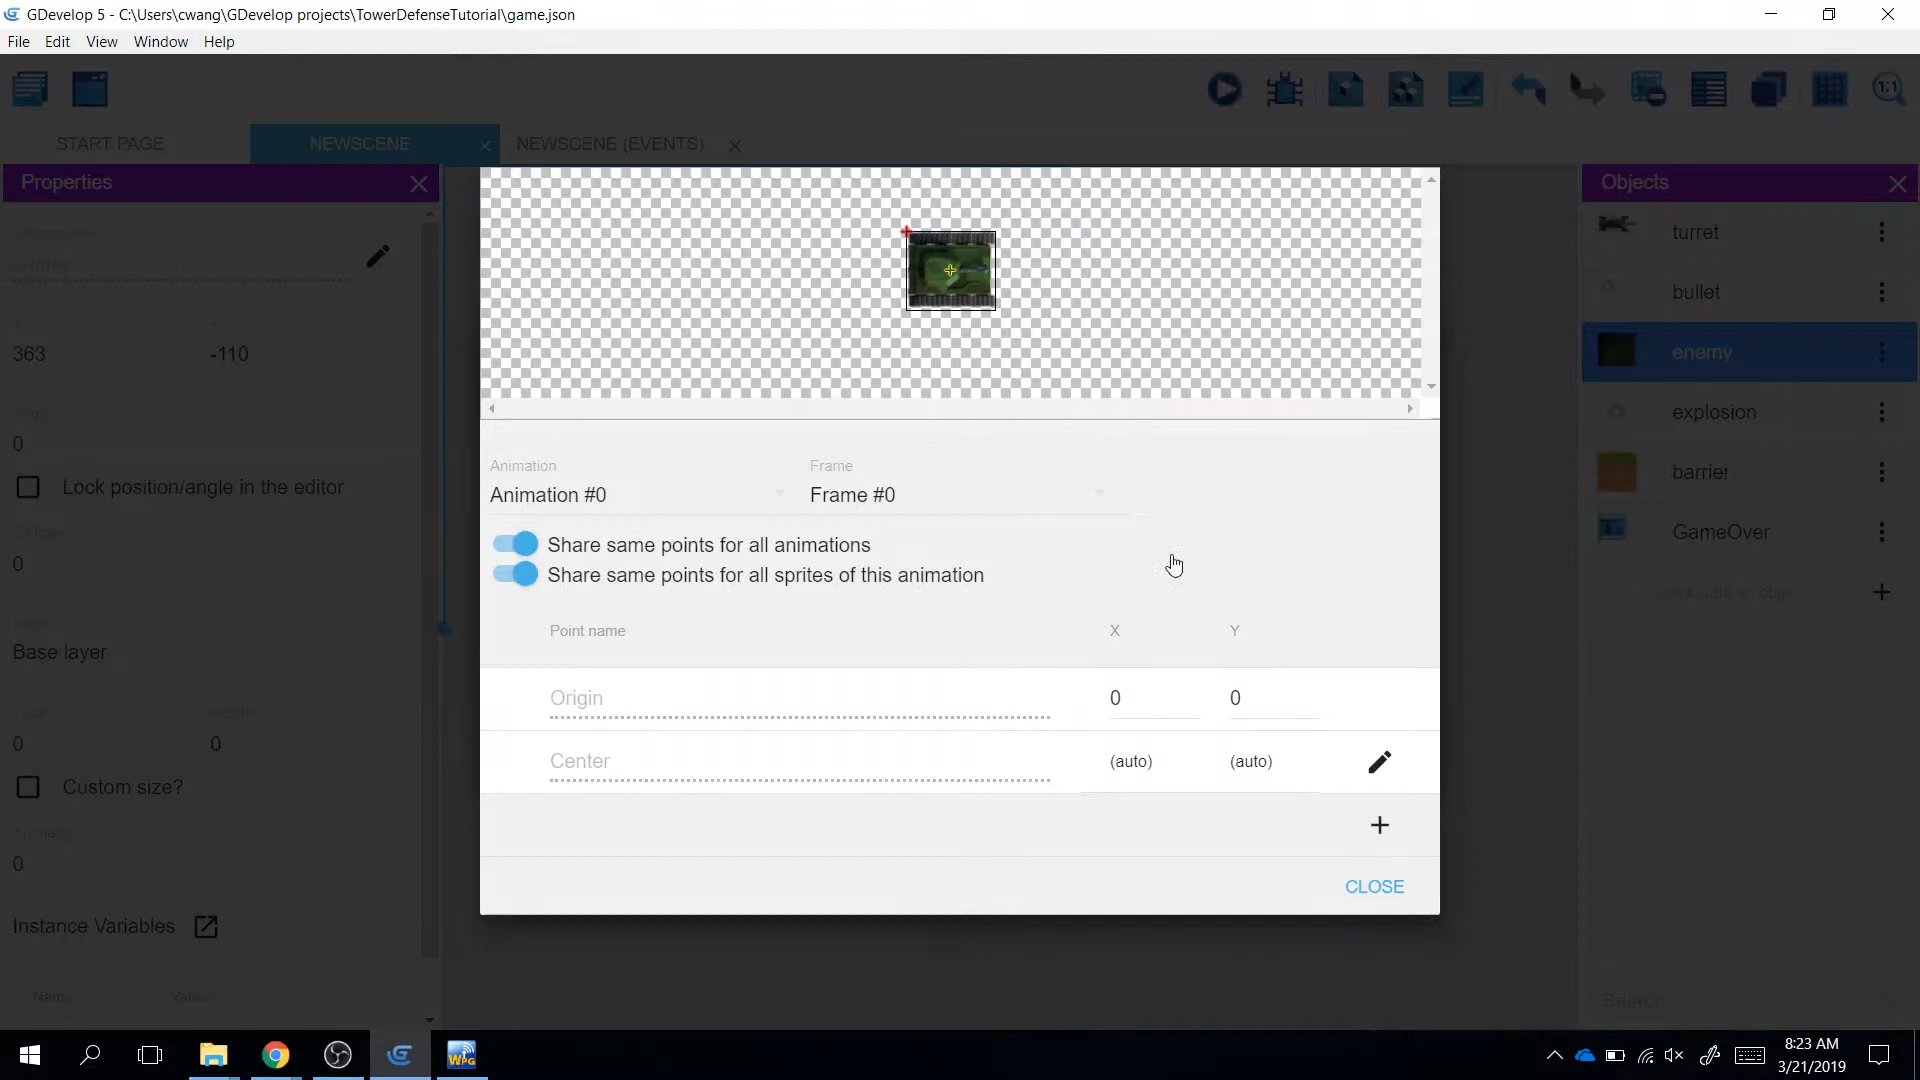 GDevelop 5 - C:\Users\cwang\GDevelop projects\TowerDefenseTutorial\game.json
File Edit View Window Help
1:1
START PAGE NEWSCENE NEWSCENE (EVENTS)
Properties
Objects
turret
bullet
enemy
explosion
barrier
GameOver
363 -110
0
Lock position/angle in the editor
0
Base layer
0 0
Custom size?
0
Instance Variables
Animation Frame
Animation #0 Frame #0
Share same points for all animations
Share same points for all sprites of this animation
Point name X Y
Origin 0 0
Center (auto) (auto)
CLOSE
Search
WPG
8:23 AM
3/21/2019